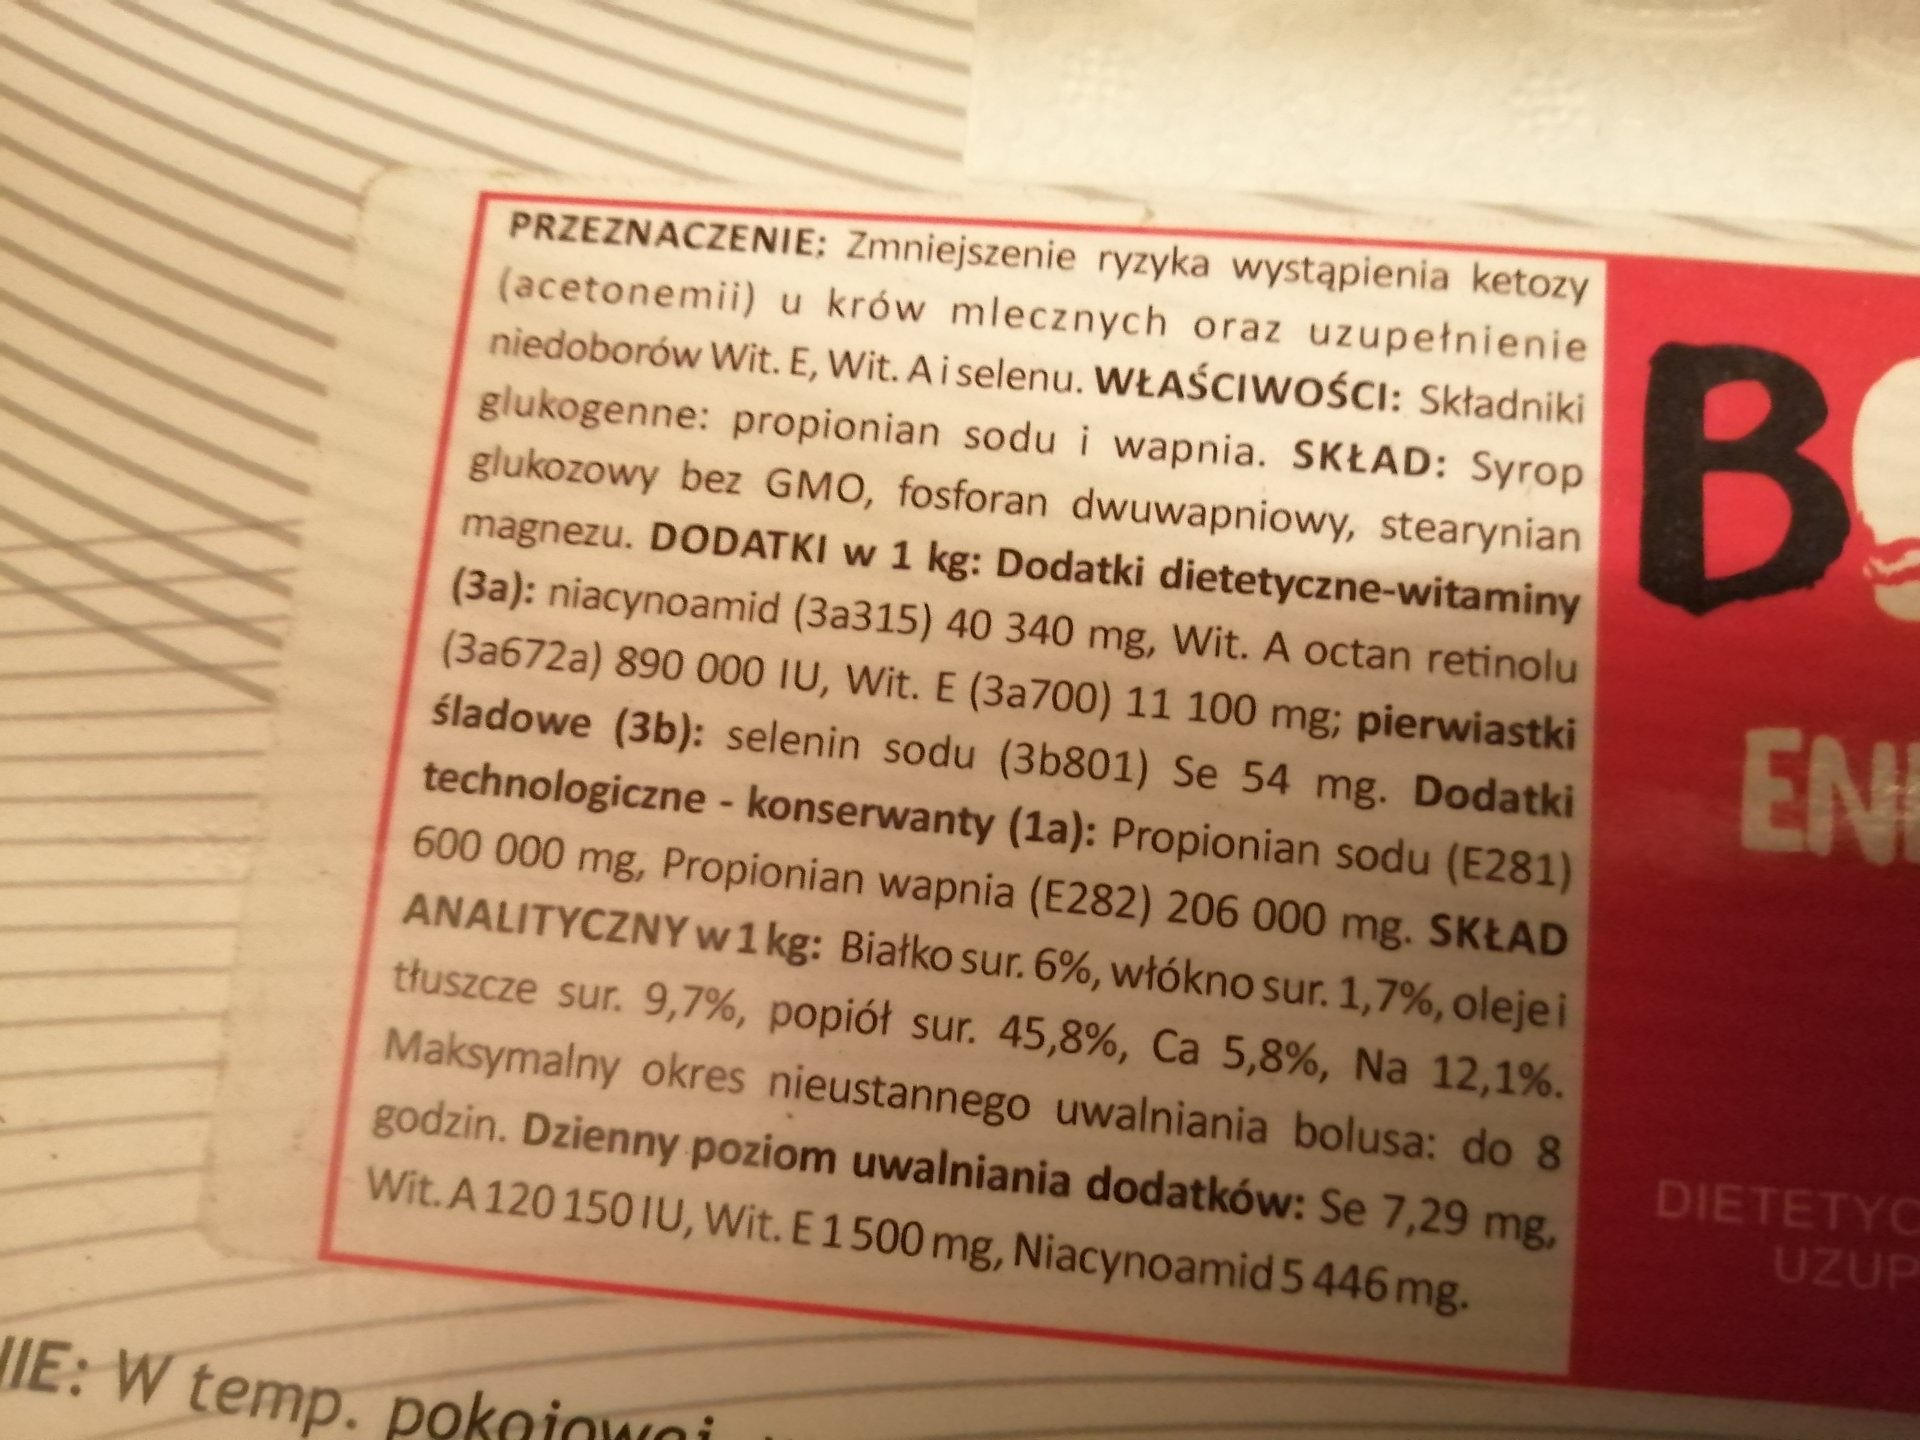 PRZEZNACZENIE: Zmniejszenie ryzyka wystąpienia ketozy
(acetonemii) u krów mlecznych oraz uzupełnienie
niedoborów Wit. E, Wit. A i selenu. WŁAŚCIWOŚCI: Składniki
glukogenne: propionian sodu i wapnia. SKŁAD: Syrop
glukozowy bez GMO, fosforan dwuwapniowy, stearynian
magnezu. DODATKI w 1 kg: Dodatki dietetyczne-witaminy
(3a): niacynoamid (3a315) 40 340 mg, Wit. A octan retinolu
(3a672a) 890 000 IU, Wit. E (3a700) 11 100 mg; pierwiastki
śladowe (3b): selenin sodu (3b801) Se 54 mg. Dodatki
technologiczne - konserwanty (1a): Propionian sodu (E281)
600 000 mg, Propionian wapnia (E282) 206 000 mg. SKŁAD
ANALITYCZNY w 1 kg: Białko sur. 6%, włókno sur. 1,7%, oleje i
tłuszcze sur. 9,7%, popiół sur. 45,8%, Ca 5,8%, Na 12,1%.
Maksymalny okres nieustannego uwalniania bolusa: do 8
godzin. Dzienny poziom uwalniania dodatków: Se 7,29 mg,
Wit. A 120 150 IU, Wit. E 1 500 mg, Niacynoamid 5 446 mg.
B
EN
DIETETYC
UZUP
NIE: W temp. pokojowej